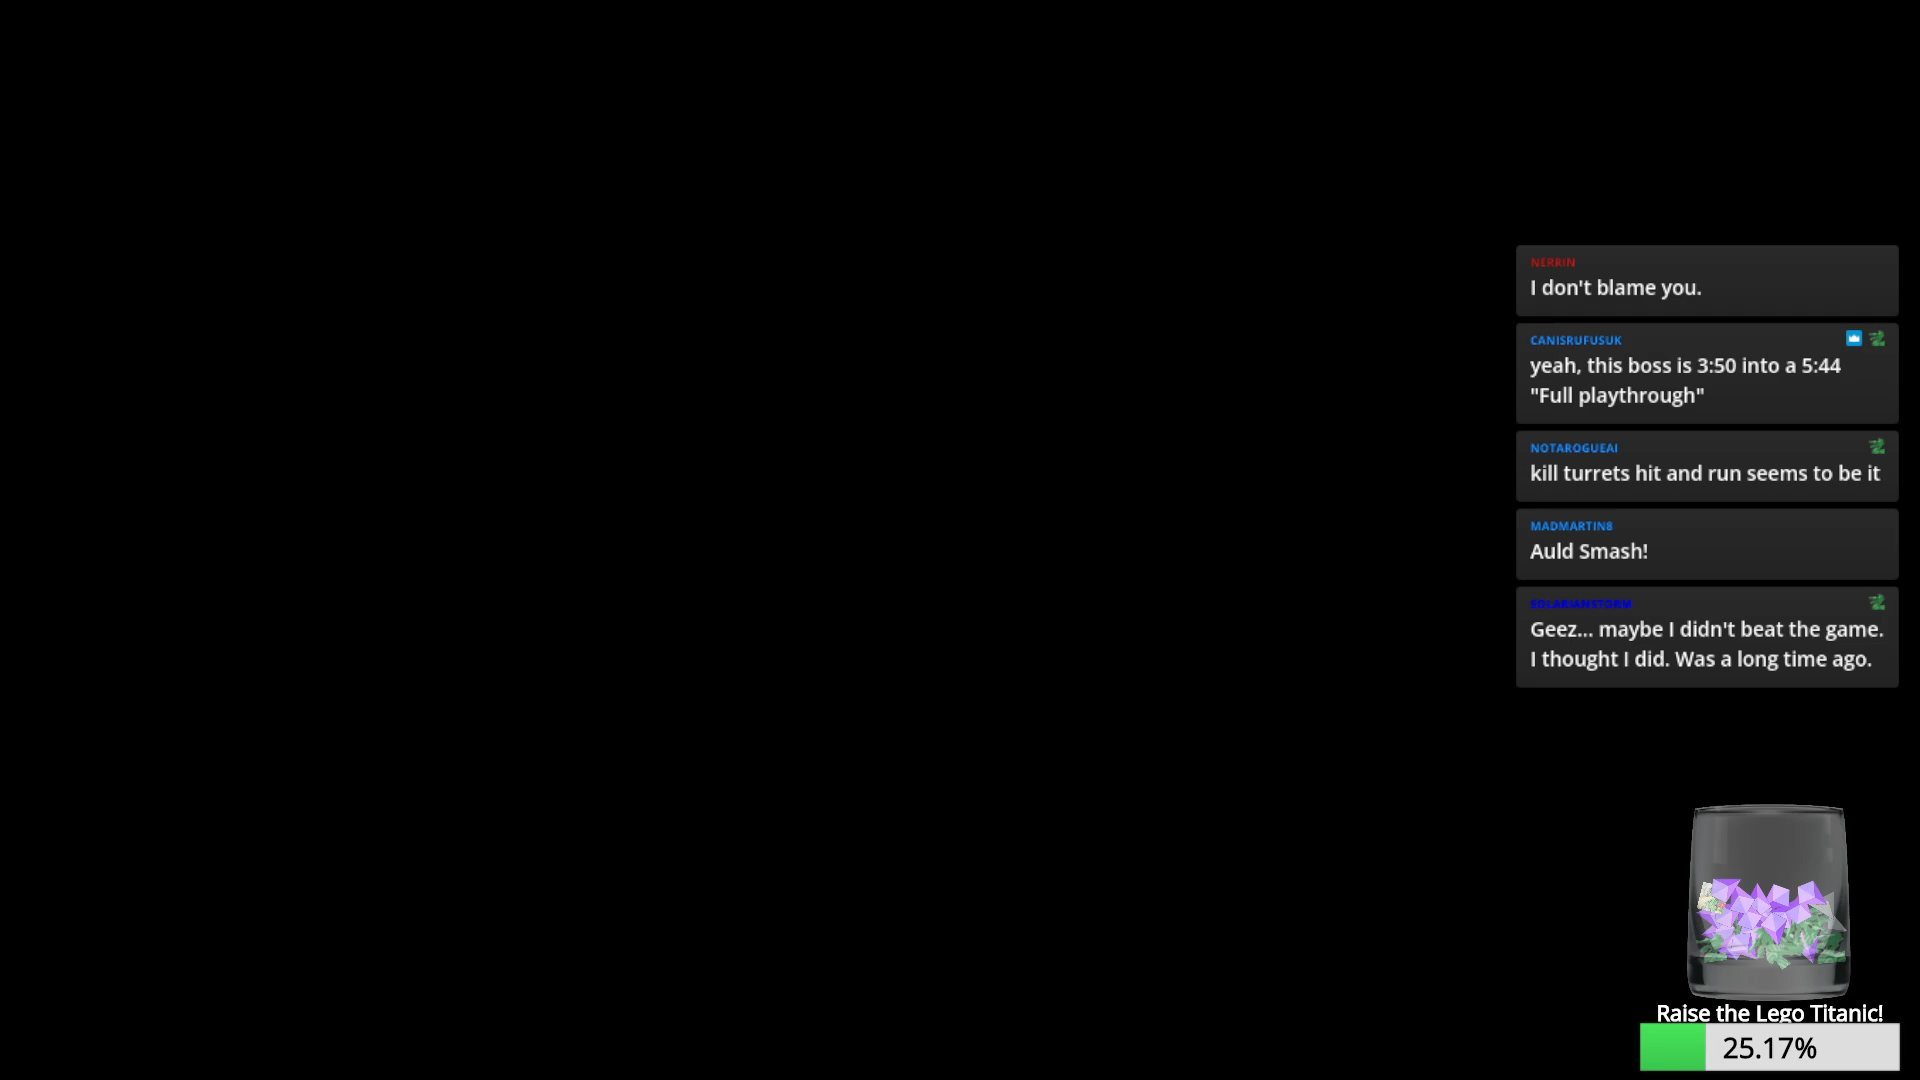 NERRIN
I don't blame you.
CANISRUFUSUK
yeah, this boss is 3:50 into a 5:44
"Full playthrough"
NOTAROGUEAI
kill turrets hit and run seems to be it
MADMARTIN8
Auld Smash!
SOLARIANSTORM
Geez... maybe I didn't beat the game.
I thought I did. Was a long time ago.
Raise the Lego Titanic!
25.17%